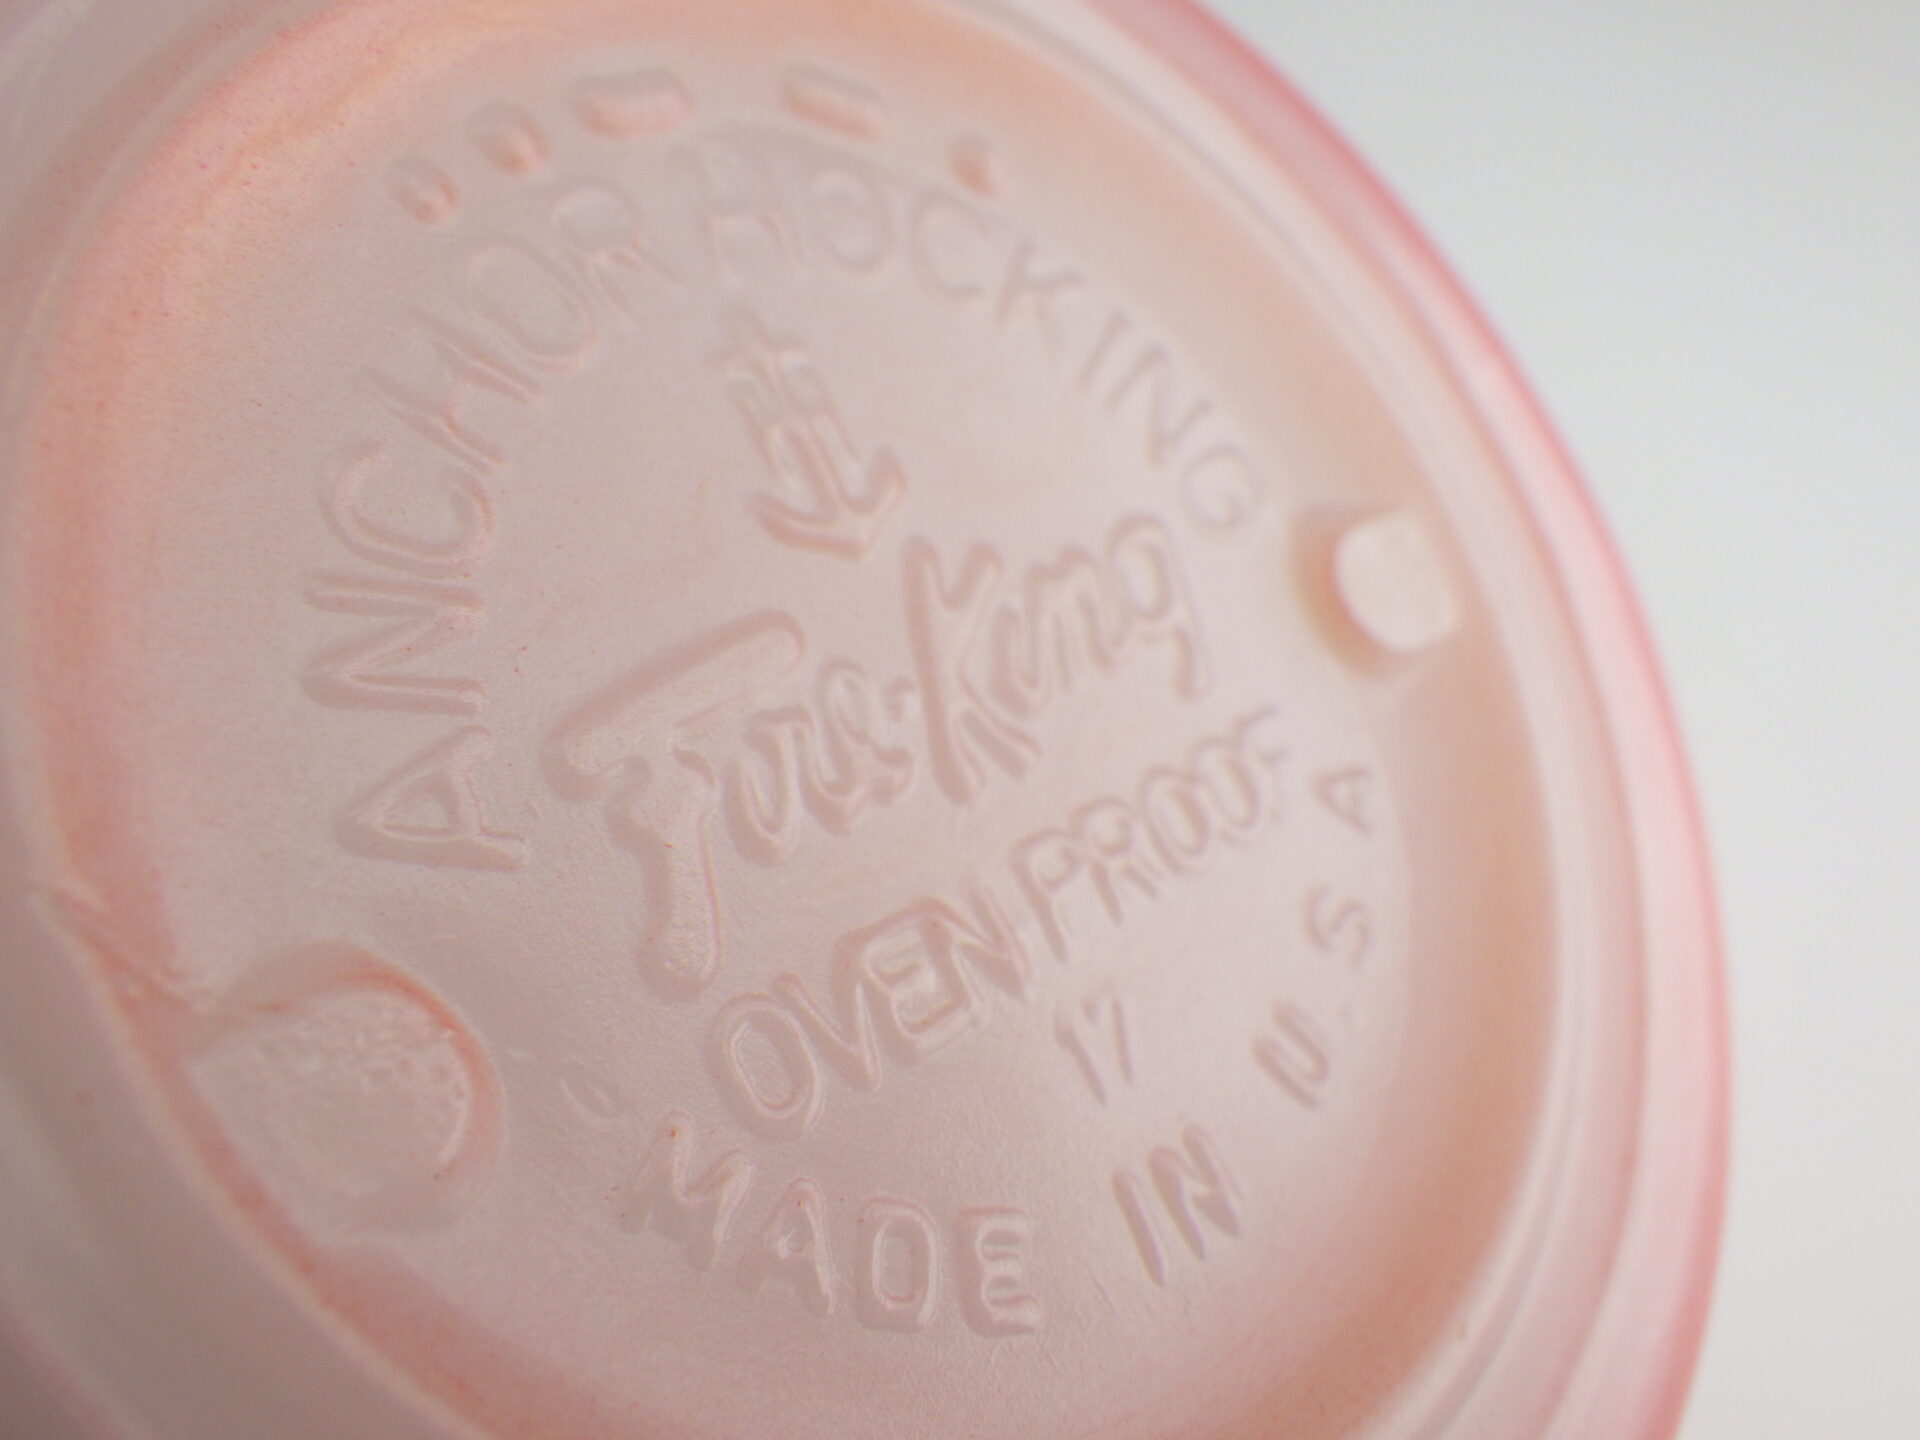 ANCHOR HOCKING
Fire-King
OVEN PROOF
17
MADE IN U.S.A